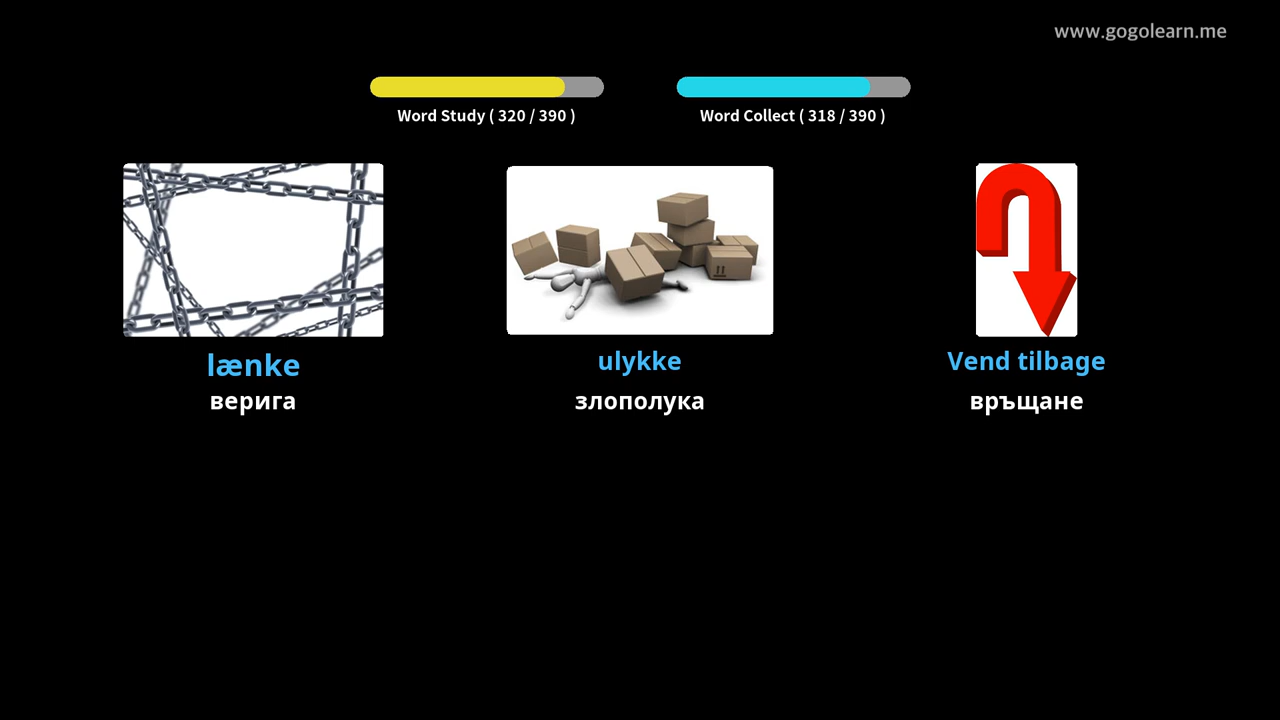 www.gogolearn.me
Word Study ( 320 / 390 )
Word Collect ( 318 / 390 )
lænke
ulykke
Vend tilbage
верига
злополука
връщане